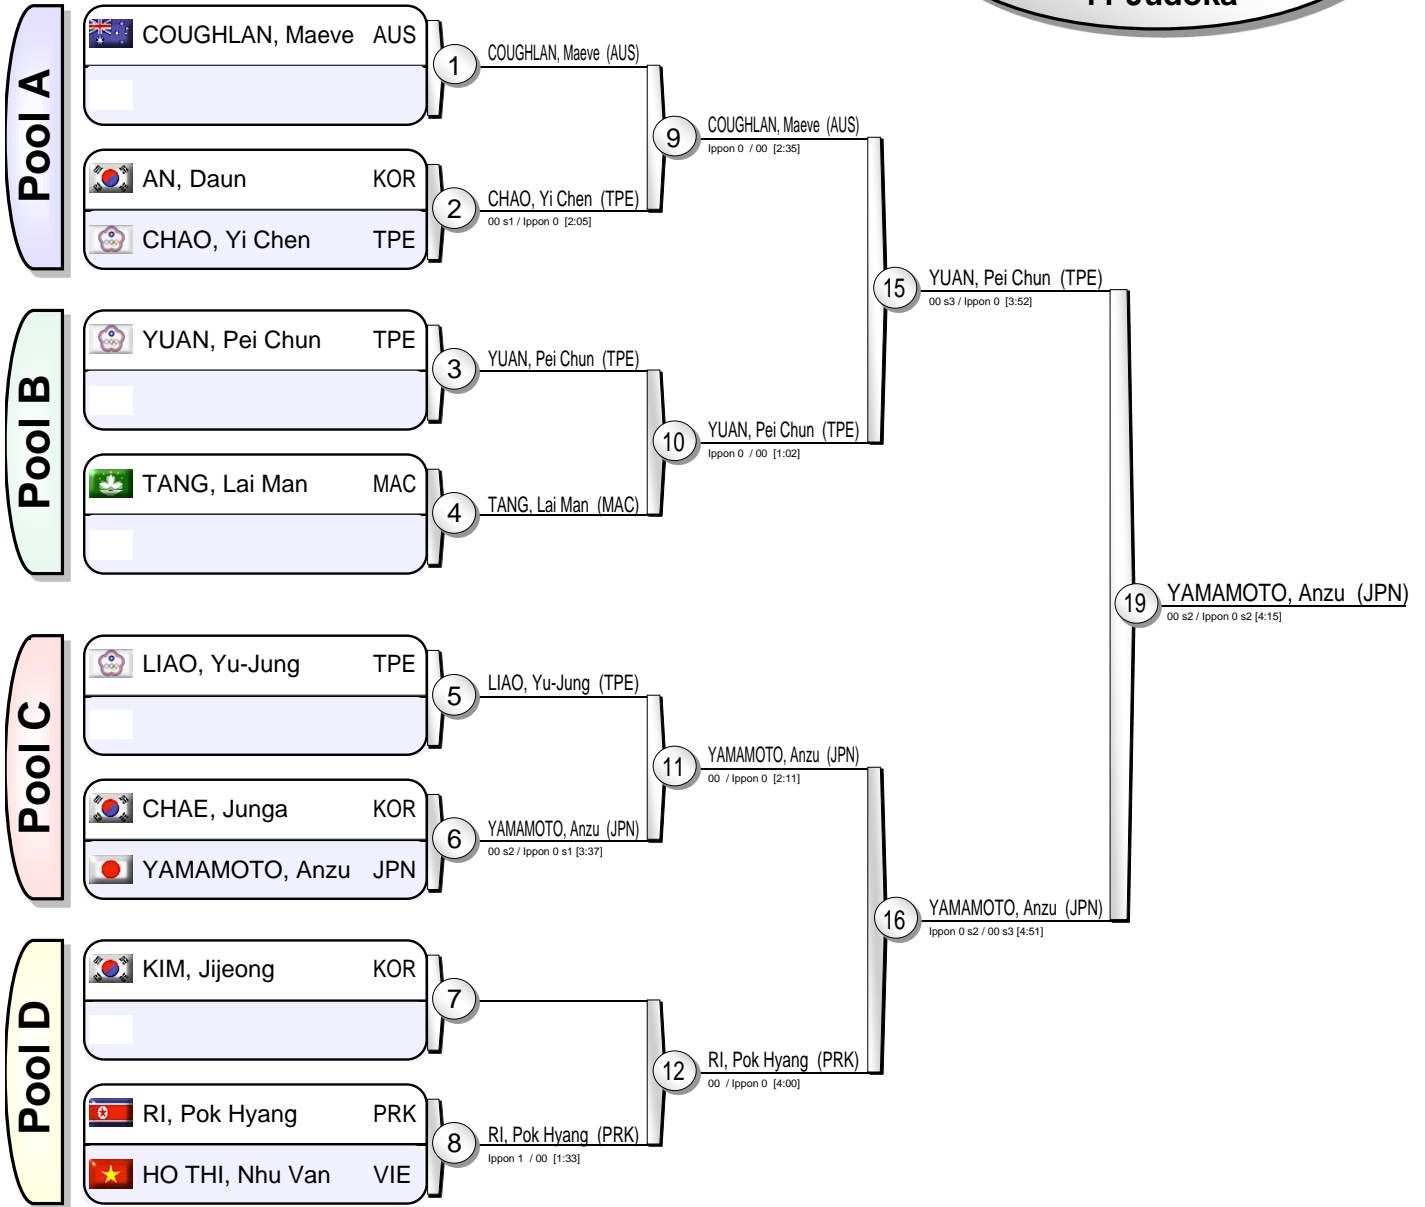 11 Judoka
Pool A
COUGHLAN, Maeve AUS
AN, Daun KOR
CHAO, Yi Chen TPE
1
COUGHLAN, Maeve (AUS)
2
CHAO, Yi Chen (TPE)
00 s1 / Ippon 0 [2:05]
9
COUGHLAN, Maeve (AUS)
Ippon 0 / 00 [2:35]
Pool B
YUAN, Pei Chun TPE
TANG, Lai Man MAC
3
YUAN, Pei Chun (TPE)
4
TANG, Lai Man (MAC)
10
YUAN, Pei Chun (TPE)
Ippon 0 / 00 [1:02]
15
YUAN, Pei Chun (TPE)
00 s3 / Ippon 0 [3:52]
Pool C
LIAO, Yu-Jung TPE
CHAE, Junga KOR
YAMAMOTO, Anzu JPN
5
LIAO, Yu-Jung (TPE)
6
YAMAMOTO, Anzu (JPN)
00 s2 / Ippon 0 s1 [3:37]
11
YAMAMOTO, Anzu (JPN)
00 / Ippon 0 [2:11]
Pool D
KIM, Jijeong KOR
RI, Pok Hyang PRK
HO THI, Nhu Van VIE
7
8
RI, Pok Hyang (PRK)
Ippon 1 / 00 [1:33]
12
RI, Pok Hyang (PRK)
00 / Ippon 0 [4:00]
16
YAMAMOTO, Anzu (JPN)
Ippon 0 s2 / 00 s3 [4:51]
19
YAMAMOTO, Anzu (JPN)
00 s2 / Ippon 0 s2 [4:15]